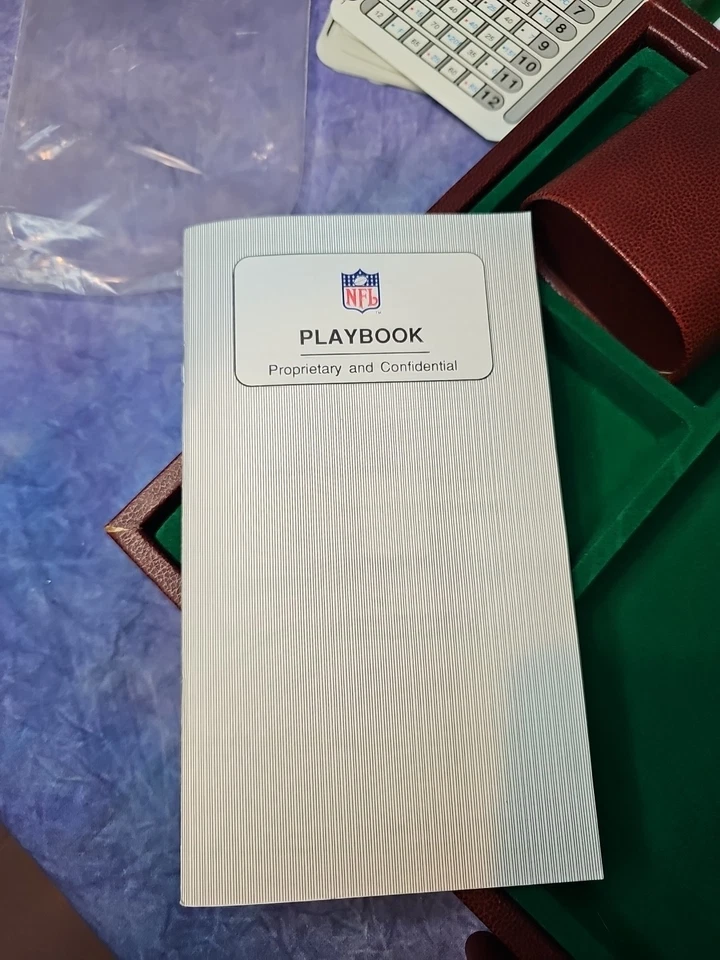 7
8
9
10
11
12
NFL
PLAYBOOK
Proprietary and Confidential